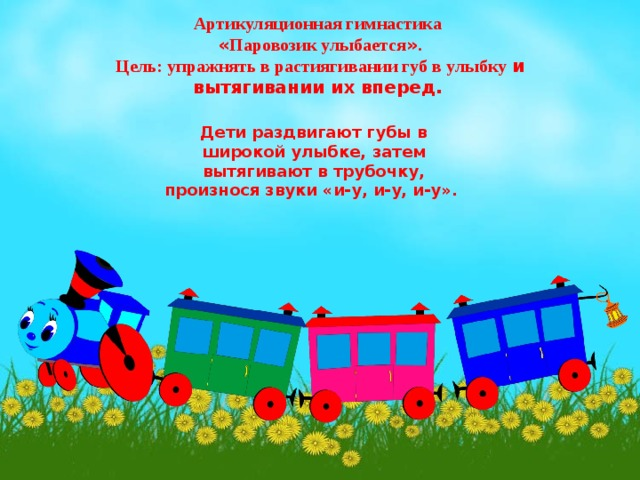 Артикуляционная гимнастика
«Паровозик улыбается».
Цель: упражнять в растиягивании губ в улыбку и
вытягивании их вперед.
Дети раздвигают губы в
широкой улыбке, затем
вытягивают в трубочку,
произнося звуки «и-у, и-у, и-у».